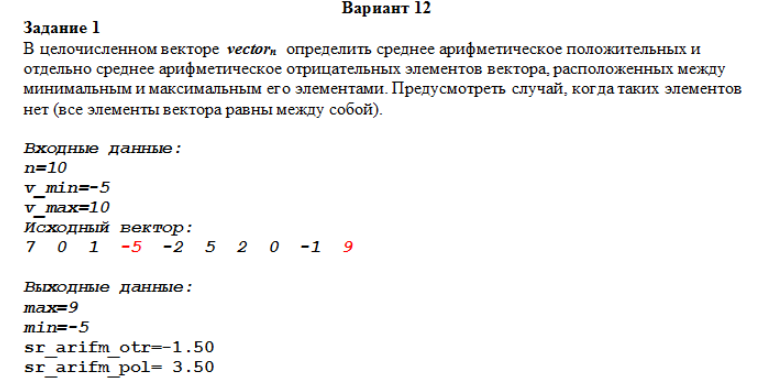 Вариант 12
Задание 1
В целочисленном векторе vectorn определить среднее арифметическое положительных и
отдельно среднее арифметическое отрицательных элементов вектора, расположенных между
минимальным и максимальным его элементами. Предусмотреть случай, когда таких элементов
нет (все элементы вектора равны между собой).
Входные данные:
n=10
v_min=-5
v_max=10
Исходный вектор:
7 0 1 -5 -2 5 2 0 -1 9
Выходные данные:
max=9
min=-5
sr_arifm_otr=-1.50
sr_arifm_pol= 3.50